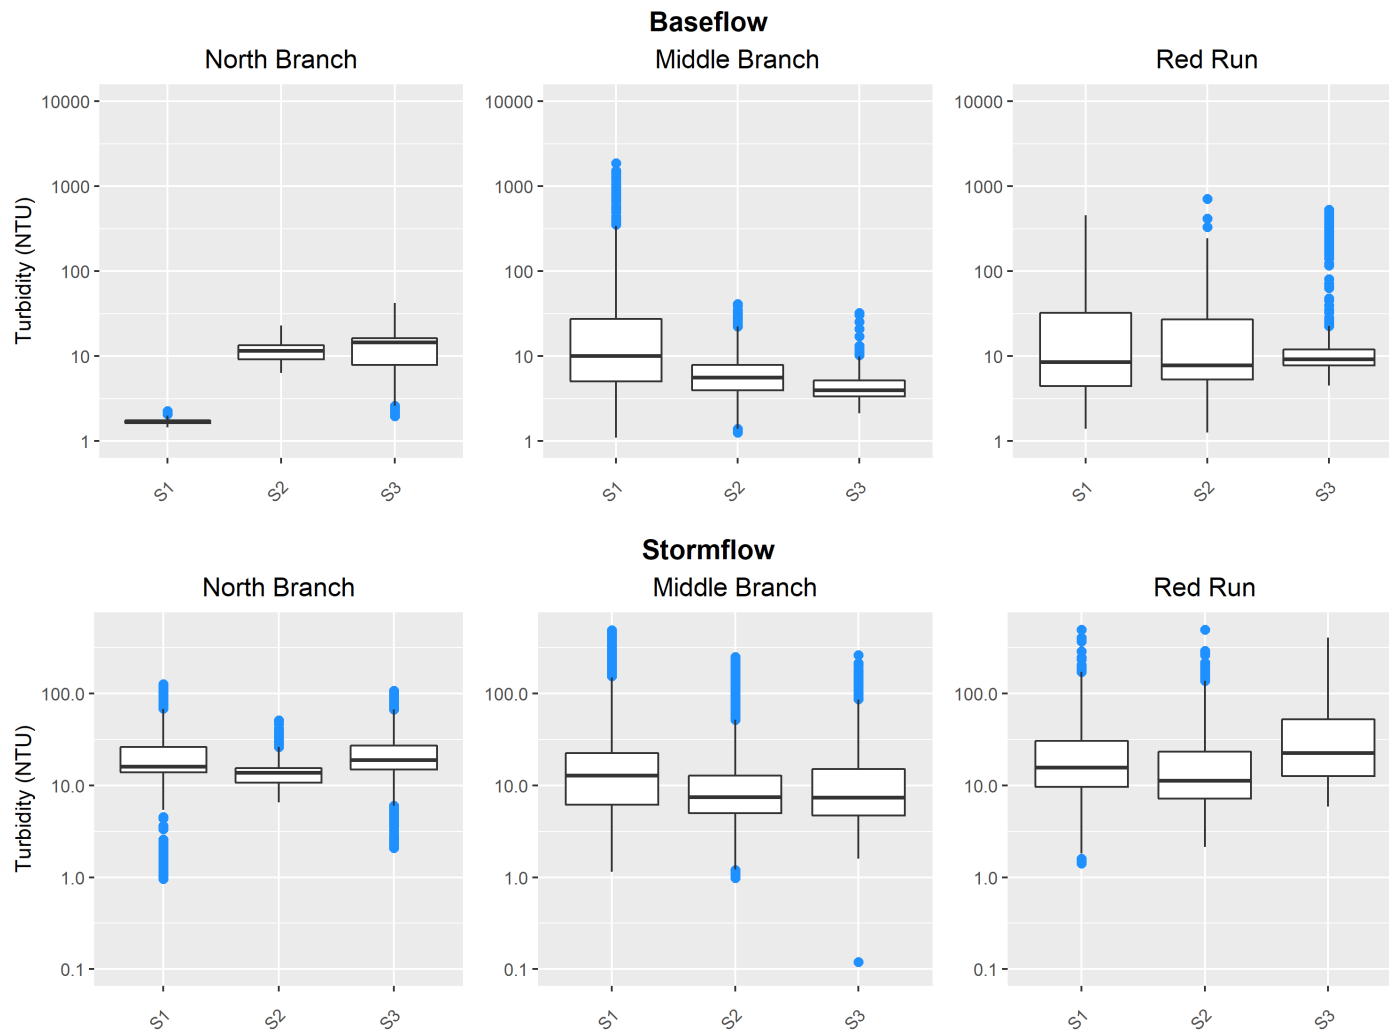 Baseflow
North Branch Middle Branch Red Run
Turbidity (NTU)
10000 10000 10000
1000 1000 1000
100 100 100
10 10 10
1 1 1
S1 S2 S3 S1 S2 S3 S1 S2 S3
Stormflow
North Branch Middle Branch Red Run
Turbidity (NTU)
100.0 100.0 100.0
10.0 10.0 10.0
1.0 1.0 1.0
0.1 0.1 0.1
S1 S2 S3 S1 S2 S3 S1 S2 S3